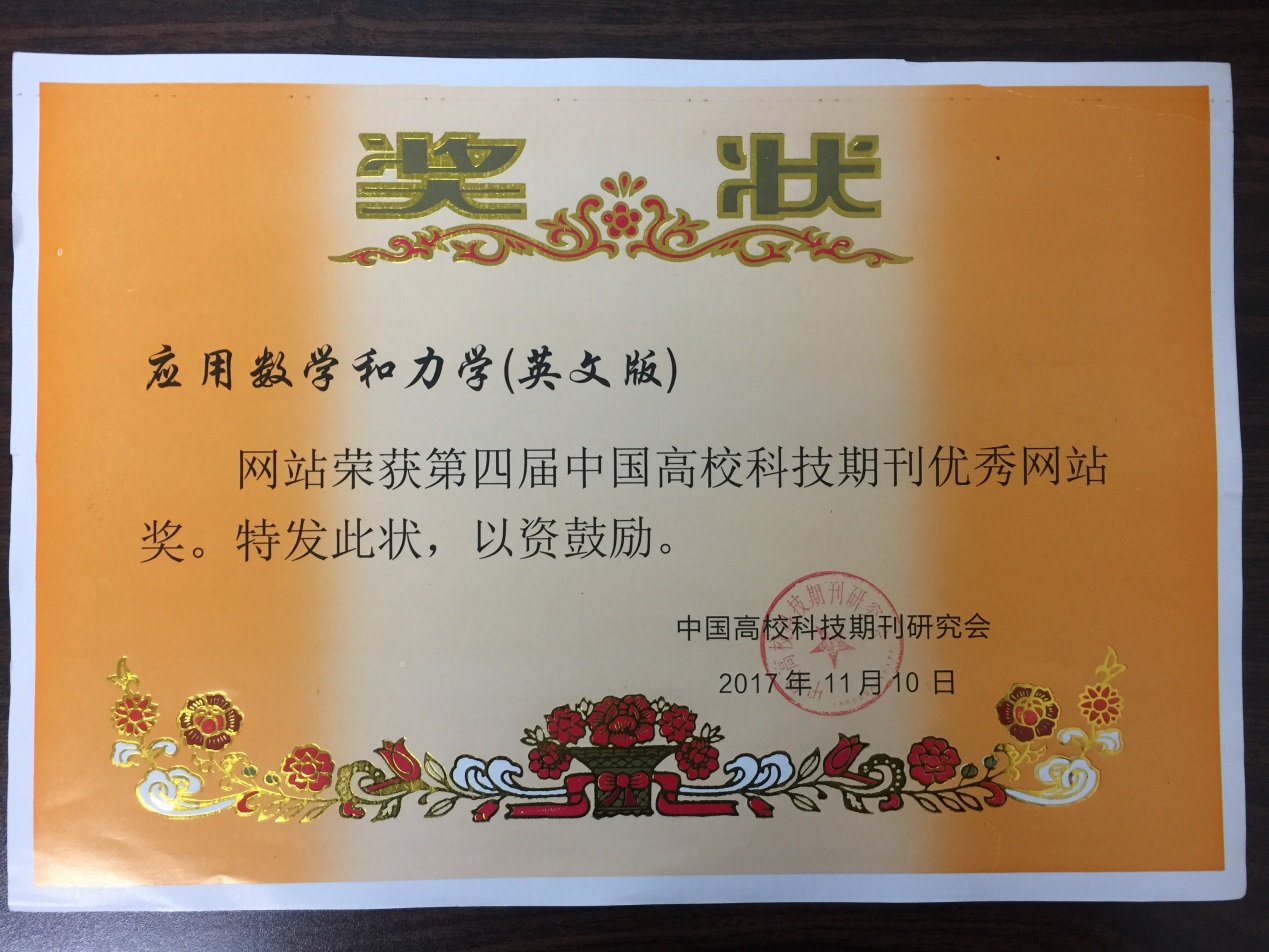 奖 状
应用数学和力学(英文版)
网站荣获第四届中国高校科技期刊优秀网站
奖。特发此状，以资鼓励。
中国高校科技期刊研究会
2017年11月10日